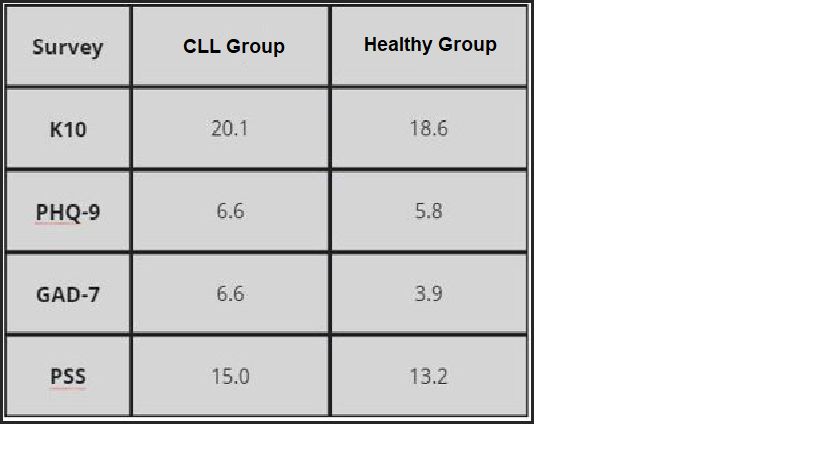 Survey CLL Group Healthy Group
K10 20.1 18.6
PHQ-9 6.6 5.8
GAD-7 6.6 3.9
PSS 15.0 13.2